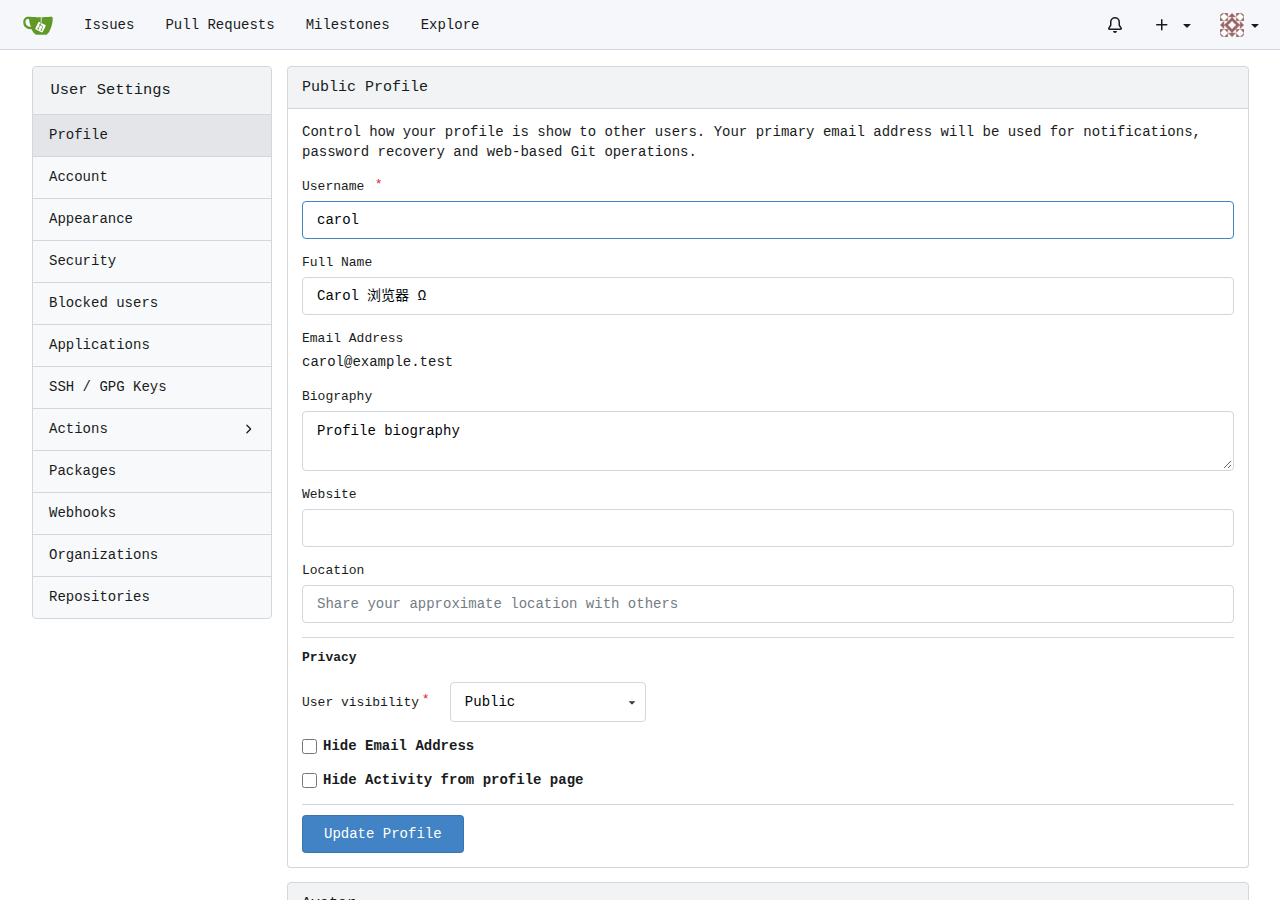 Issues Pull Requests Milestones Explore
User Settings
Profile
Account
Appearance
Security
Blocked users
Applications
SSH / GPG Keys
Actions
Packages
Webhooks
Organizations
Repositories
Public Profile
Control how your profile is show to other users. Your primary email address will be used for notifications,
password recovery and web-based Git operations.
Username *
carol
Full Name
Carol 浏览器 Ω
Email Address
carol@example.test
Biography
Profile biography
Website
Location
Share your approximate location with others
Privacy
User visibility * Public
Hide Email Address
Hide Activity from profile page
Update Profile
Avatar